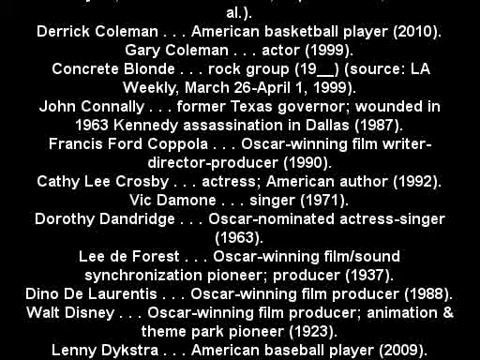 al.).
Derrick Coleman . . . American basketball player (2010).
Gary Coleman . . . actor (1999).
Concrete Blonde . . . rock group (19__) (source: LA
Weekly, March 26-April 1, 1999).
John Connally . . . former Texas governor; wounded in
1963 Kennedy assassination in Dallas (1987).
Francis Ford Coppola . . . Oscar-winning film writer-
director-producer (1990).
Cathy Lee Crosby . . . actress; American author (1992).
Vic Damone . . . singer (1971).
Dorothy Dandridge . . . Oscar-nominated actress-singer
(1963).
Lee de Forest . . . Oscar-winning film/sound
synchronization pioneer; producer (1937).
Dino De Laurentis . . . Oscar-winning film producer (1988).
Walt Disney . . . Oscar-winning film producer; animation &
theme park pioneer (1923).
Lenny Dykstra . . . American baseball player (2009).